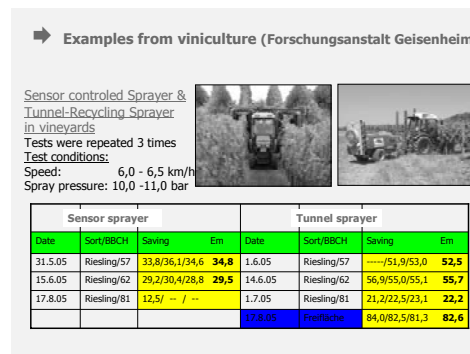 Examples from viniculture (Forschungsanstalt Geisenheim
Sensor controled Sprayer &
Tunnel-Recycling Sprayer
in vineyards
Tests were repeated 3 times
Test conditions:
Speed: 6,0 - 6,5 km/h
Spray pressure: 10,0 -11,0 bar
Sensor sprayer Tunnel sprayer
Date Sort/BBCH Saving Em Date Sort/BBCH Saving Em
31.5.05 Riesling/57 33,8/36,1/34,6 34,8 1.6.05 Riesling/57 -----/51,9/53,0 52,5
15.6.05 Riesling/62 29,2/30,4/28,8 29,5 14.6.05 Riesling/62 56,9/55,0/55,1 55,7
17.8.05 Riesling/81 12,5/ -- / -- 1.7.05 Riesling/81 21,2/22,5/23,1 22,2
17.6.05 Freifläche 84,0/82,5/81,3 82,6